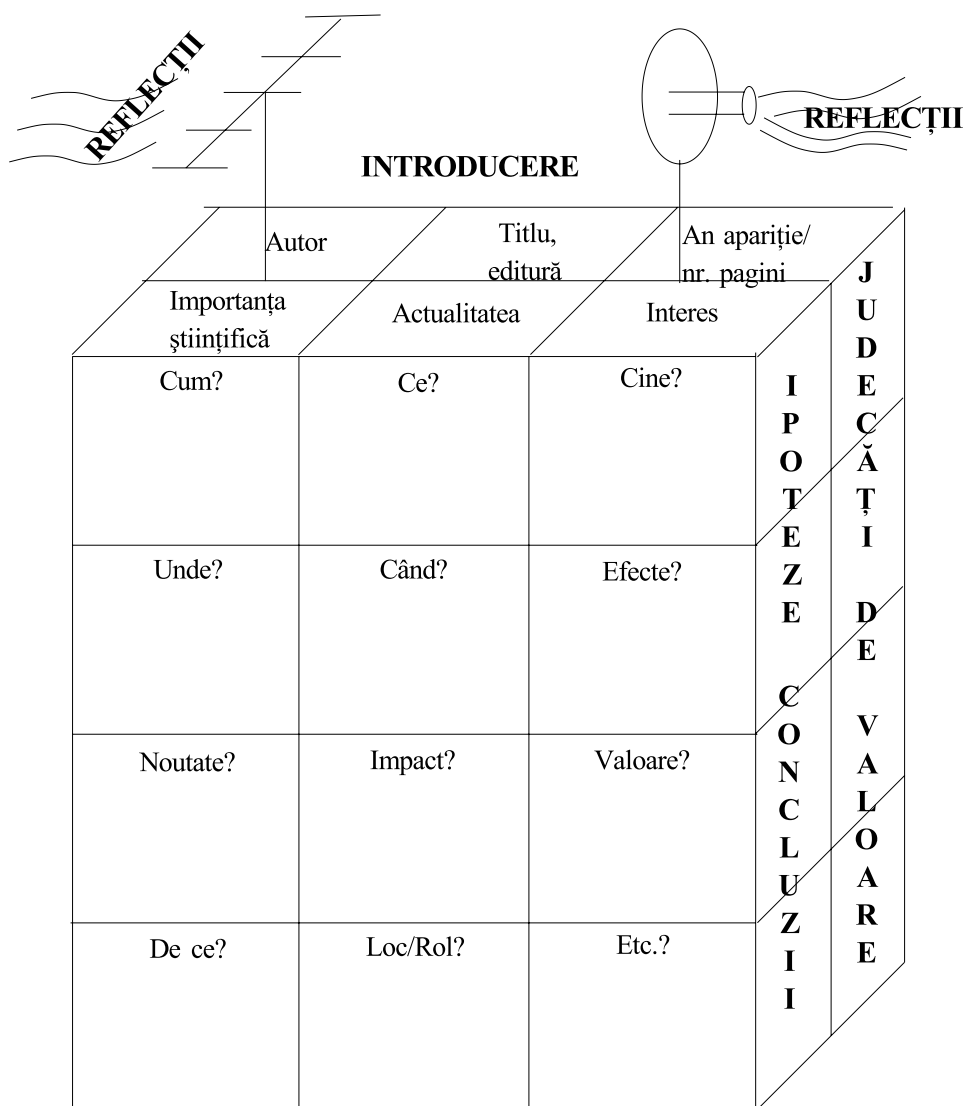 REFLECȚII
REFLECȚII
INTRODUCERE
Autor
Titlu,
editură
An apariție/
nr. pagini
Importanța
ştiințifică
Actualitatea
Interes
Cum?
Ce?
Cine?
Unde?
Când?
Efecte?
Noutate?
Impact?
Valoare?
De ce?
Loc/Rol?
Etc.?
IPOTEZE CONCLUZII
JUDECĂȚI DE VALOARE